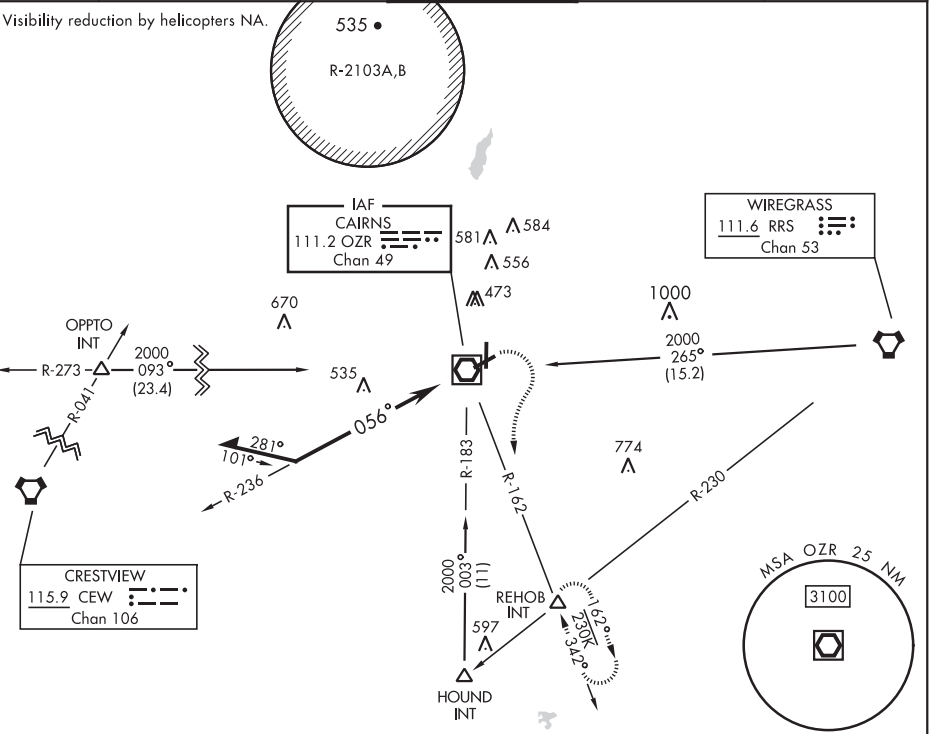 Visibility reduction by helicopters NA.
535
R-2103A,B
IAF
CAIRNS
111.2 OZR
Chan 49
581
584
556
473
WIREGRASS
111.6 RRS
Chan 53
670
1000
OPPTO
INT
R-273
2000
093°
(23.4)
R-041
535
2000
265°
(15.2)
056°
281°
101°
R-236
R-183
R-162
774
R-230
CRESTVIEW
115.9 CEW
Chan 106
2000
003°
(11)
REHOB
INT
162°
230K
342°
597
HOUND
INT
MSA OZR 25 NM
3100